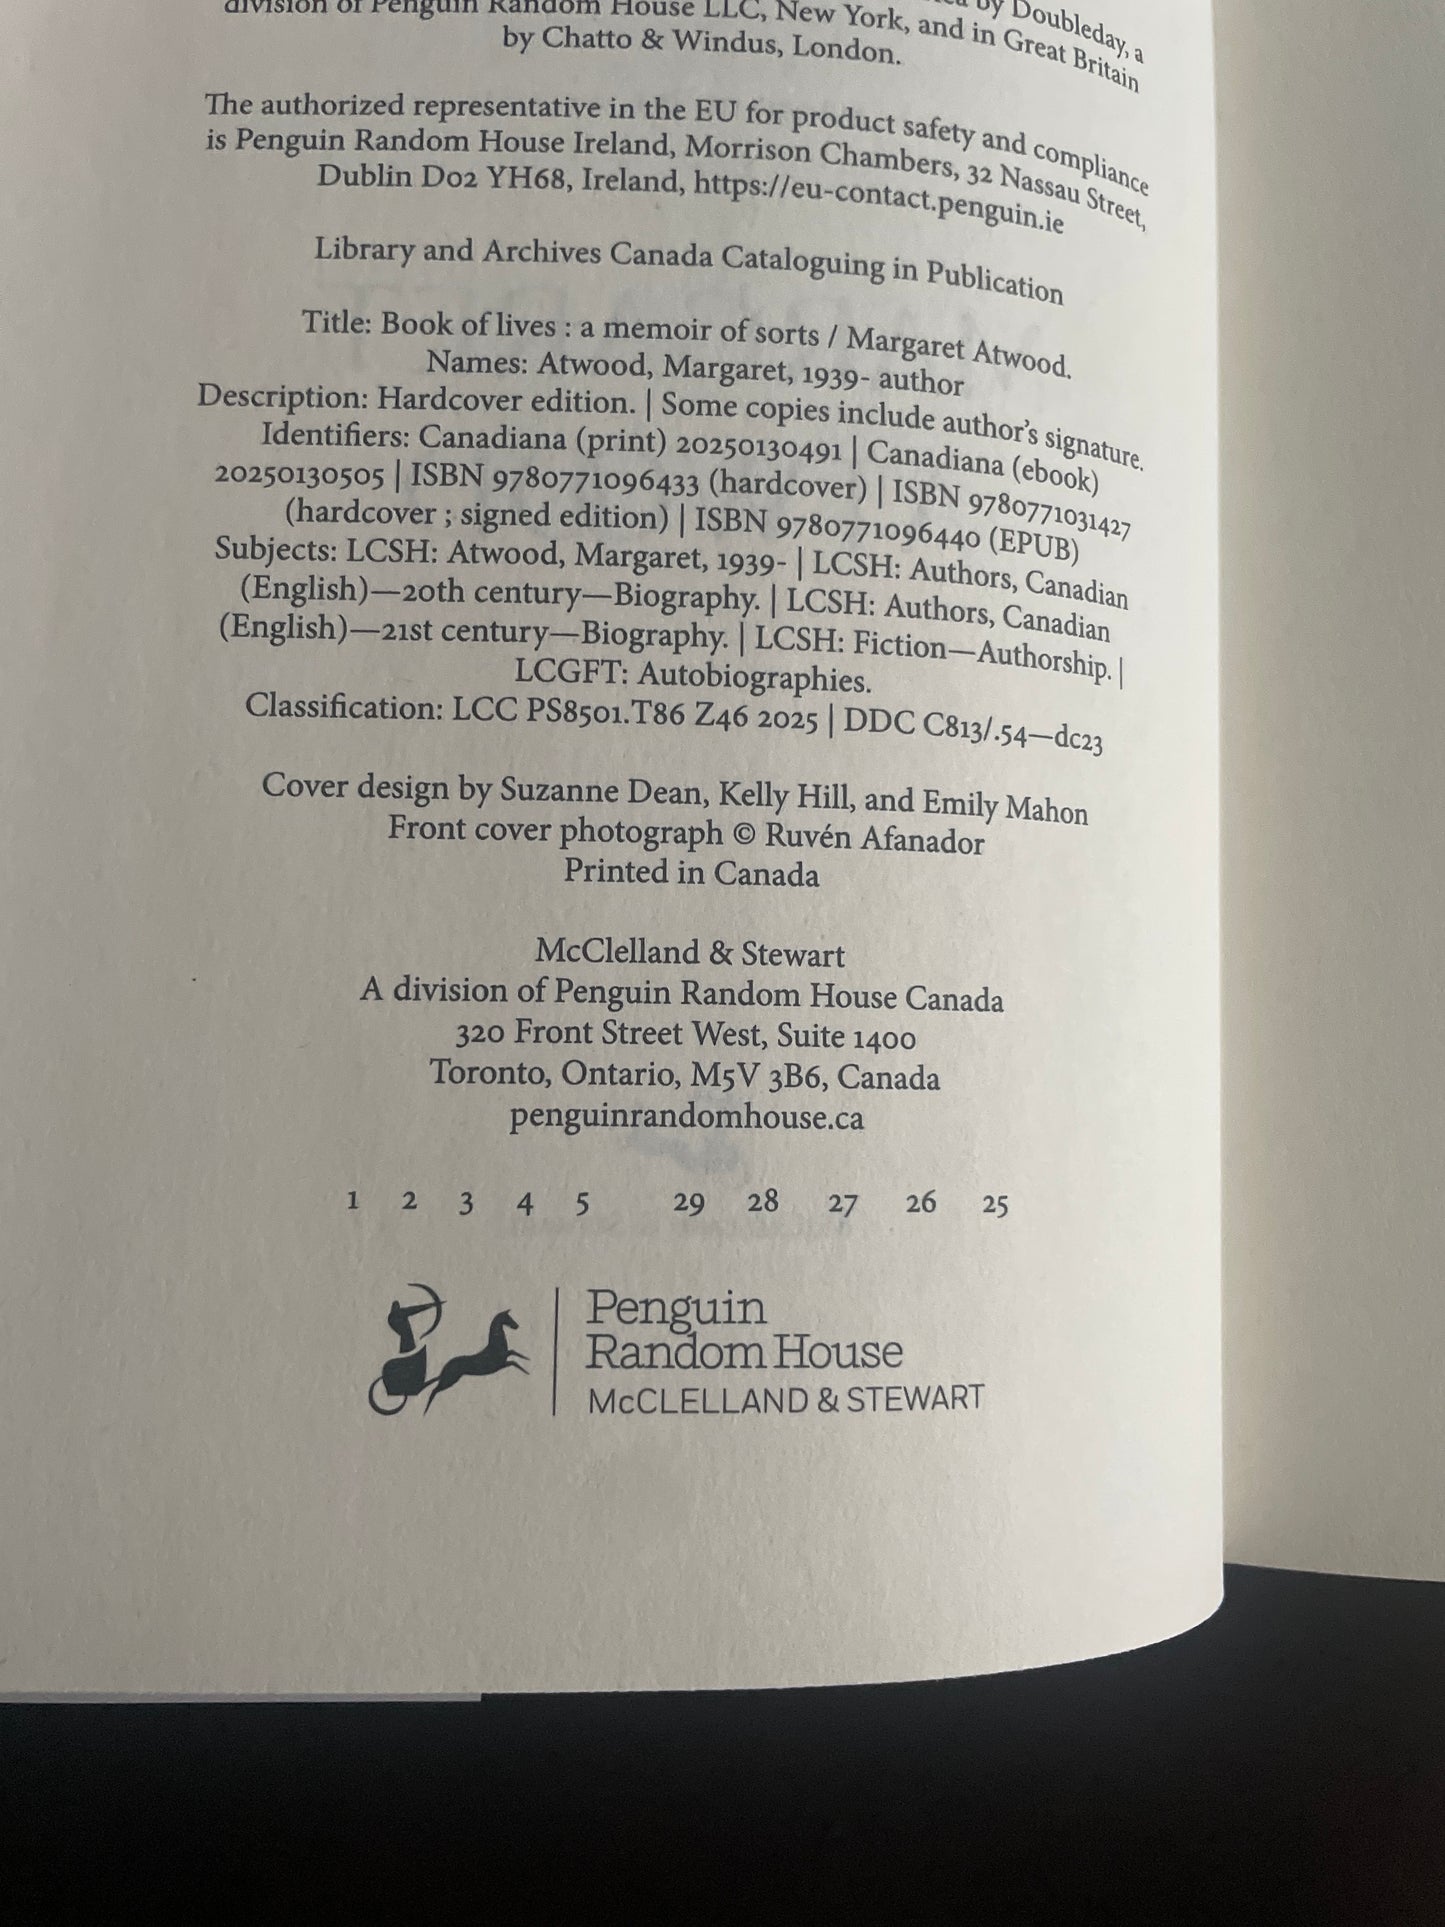 by Doubleday, a
division of Penguin Random House LLC, New York, and in Great Britain
by Chatto & Windus, London.
The authorized representative in the EU for product safety and compliance
is Penguin Random House Ireland, Morrison Chambers, 32 Nassau Street,
Dublin D02 YH68, Ireland, https://eu-contact.penguin.ie
Library and Archives Canada Cataloguing in Publication
Title: Book of lives : a memoir of sorts / Margaret Atwood.
Names: Atwood, Margaret, 1939- author
Description: Hardcover edition. | Some copies include author's signature.
Identifiers: Canadiana (print) 20250130491 | Canadiana (ebook)
20250130505 | ISBN 9780771096433 (hardcover) | ISBN 9780771031427
(hardcover ; signed edition) | ISBN 9780771096440 (EPUB)
Subjects: LCSH: Atwood, Margaret, 1939- | LCSH: Authors, Canadian
(English)—20th century—Biography. | LCSH: Authors, Canadian
(English)—21st century—Biography. | LCSH: Fiction—Authorship. |
LCGFT: Autobiographies.
Classification: LCC PS8501.T86 Z46 2025 | DDC C813/.54—dc23
Cover design by Suzanne Dean, Kelly Hill, and Emily Mahon
Front cover photograph © Ruvén Afanador
Printed in Canada
McClelland & Stewart
A division of Penguin Random House Canada
320 Front Street West, Suite 1400
Toronto, Ontario, M5V 3B6, Canada
penguinrandomhouse.ca
1 2 3 4 5 29 28 27 26 25
Penguin
Random House
McCLELLAND & STEWART